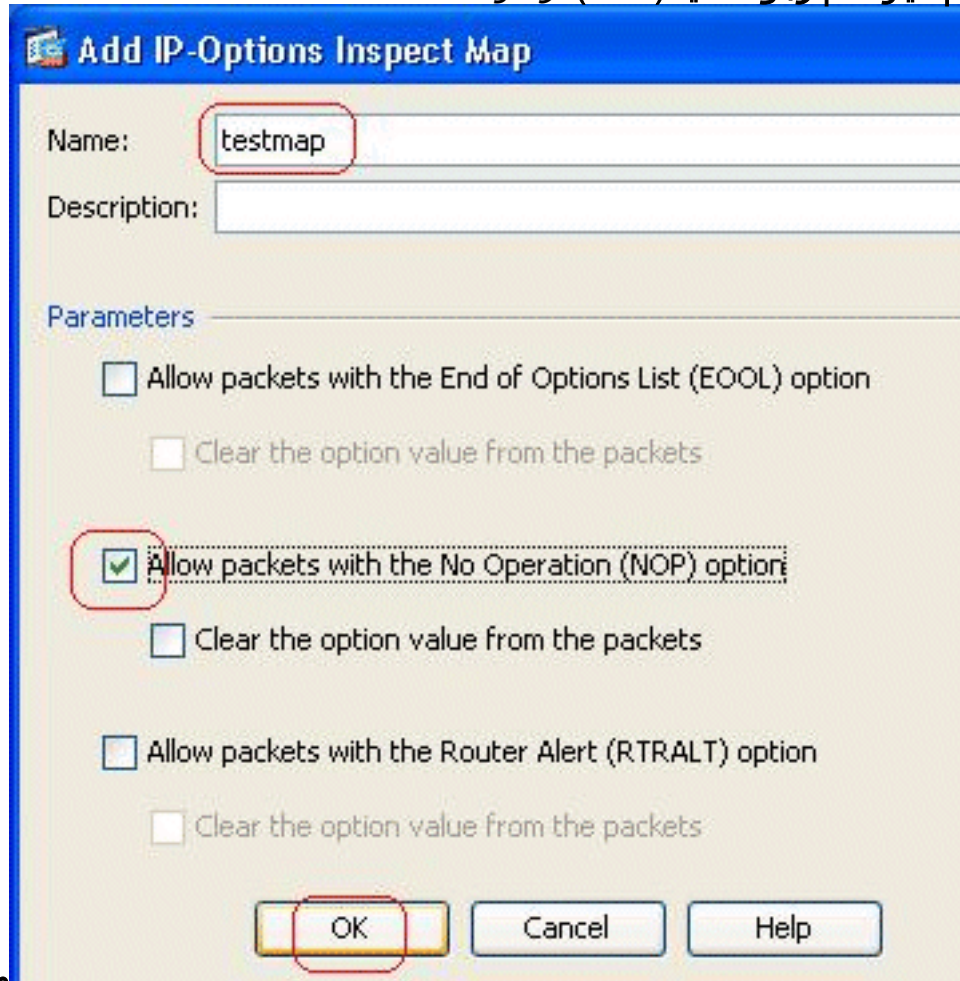 Add IP-Options Inspect Map
Name: testmap
Description:
Parameters
Allow packets with the End of Options List (EOOL) option
Clear the option value from the packets
Allow packets with the No Operation (NOP) option
Clear the option value from the packets
Allow packets with the Router Alert (RTRALT) option
Clear the option value from the packets
OK Cancel Help